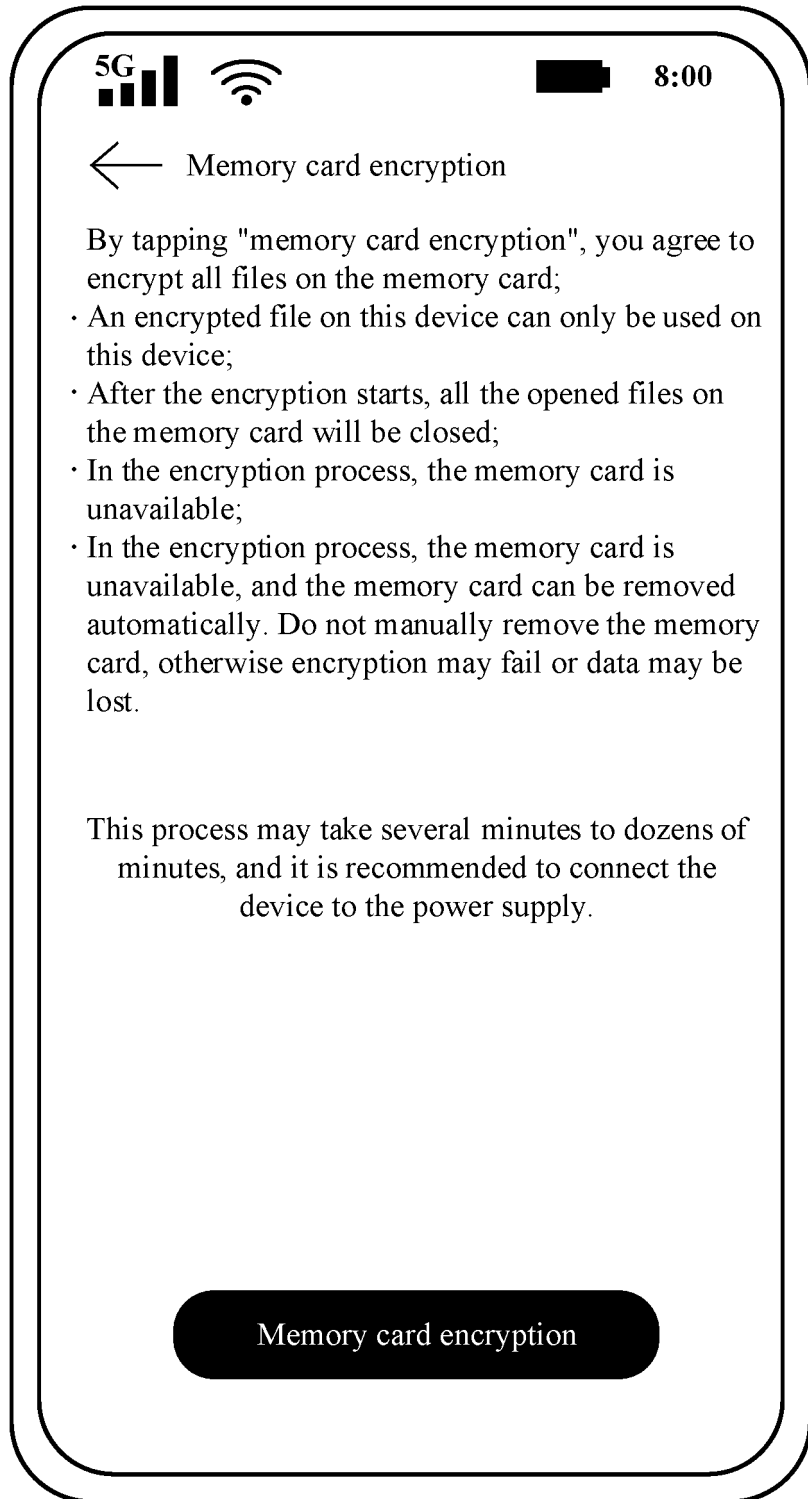 5G
8:00
Memory card encryption
By tapping "memory card encryption", you agree to
encrypt all files on the memory card;
· An encrypted file on this device can only be used on
this device;
· After the encryption starts, all the opened files on
the memory card will be closed;
· In the encryption process, the memory card is
unavailable;
· In the encryption process, the memory card is
unavailable, and the memory card can be removed
automatically. Do not manually remove the memory
card, otherwise encryption may fail or data may be
lost.
This process may take several minutes to dozens of
minutes, and it is recommended to connect the
device to the power supply.
Memory card encryption